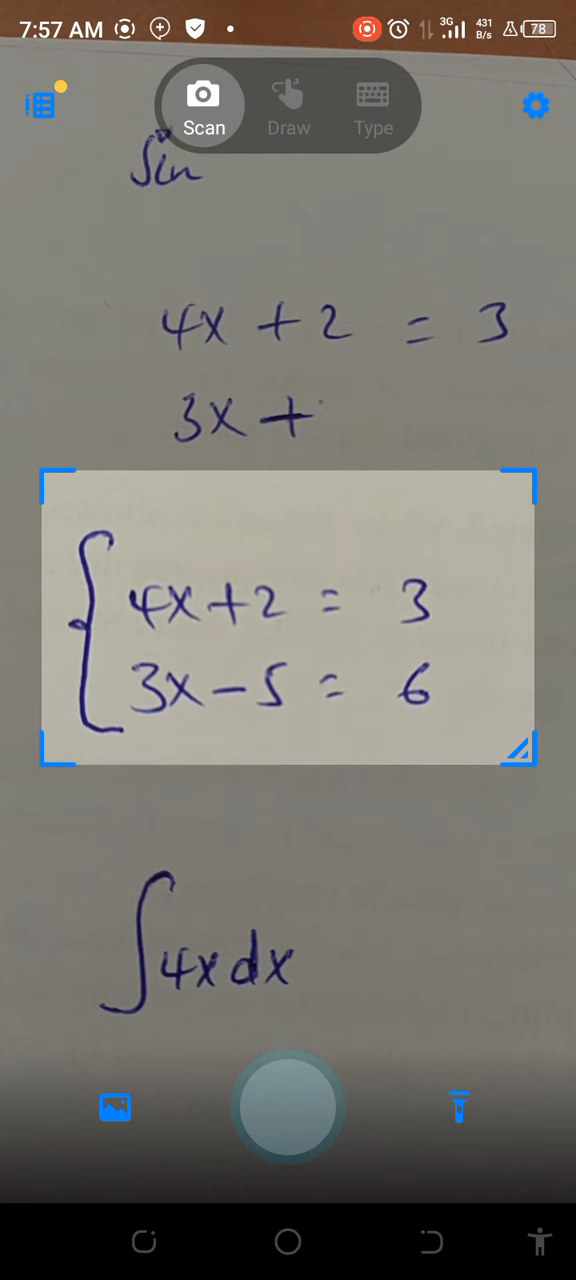 7:57 AM
3G
431
B/s
78
Scan
Draw
Type
Sin
4x + 2 = 3
3x +
{ 4x + 2 = 3
3x - 5 = 6
∫4x dx